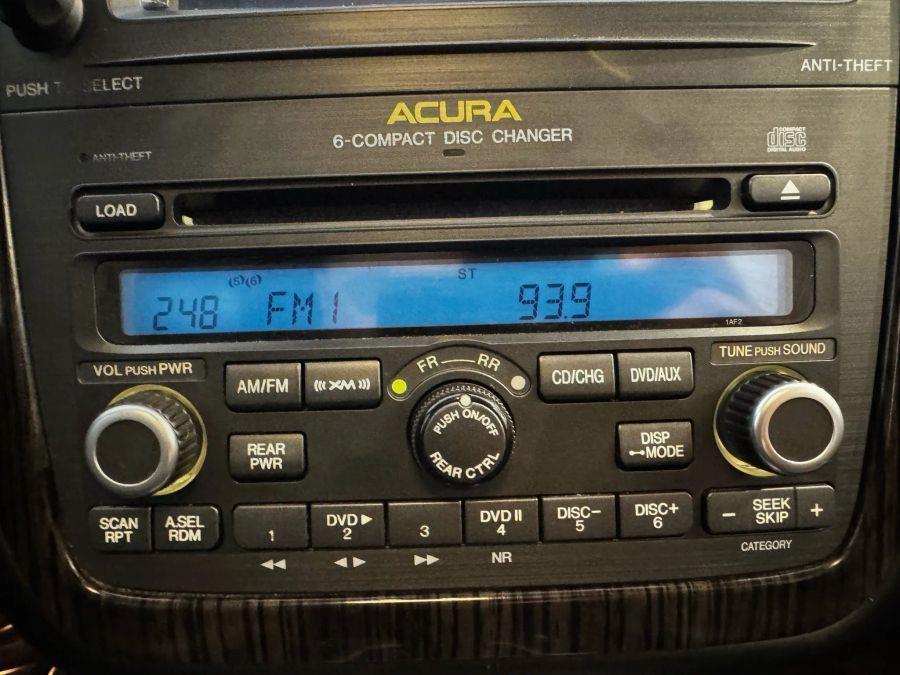 PUSH TO SELECT
ANTI-THEFT
ACURA
6-COMPACT DISC CHANGER
COMPACT
disc
DIGITAL AUDIO
ANTI-THEFT
LOAD
(5)(6)
ST
248 FM1 93.9
1AF2
VOL PUSH PWR
FR RR
TUNE PUSH SOUND
AM/FM
XM
CD/CHG
DVD/AUX
PUSH ON/OFF
REAR CTRL
REAR
PWR
DISP
MODE
SCAN
RPT
A.SEL
RDM
1
DVD ▶
2
3
DVD II
4
DISC-
5
DISC+
6
- SEEK
SKIP +
◀◀ ◀ ▶ ▶▶ NR
CATEGORY